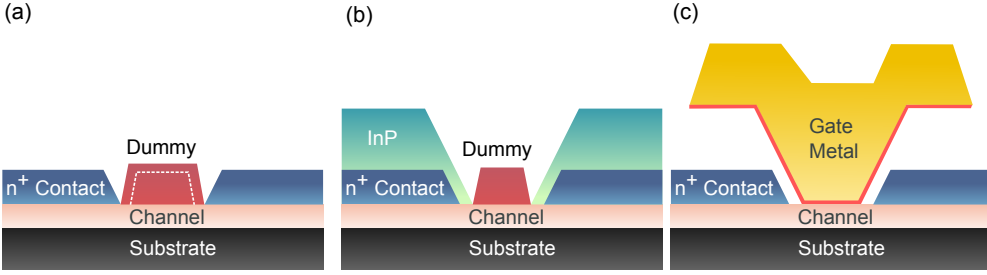 (a)
Dummy
n+ Contact
Channel
Substrate
(b)
InP
Dummy
n+ Contact
Channel
Substrate
(c)
Gate
Metal
n+ Contact
Channel
Substrate